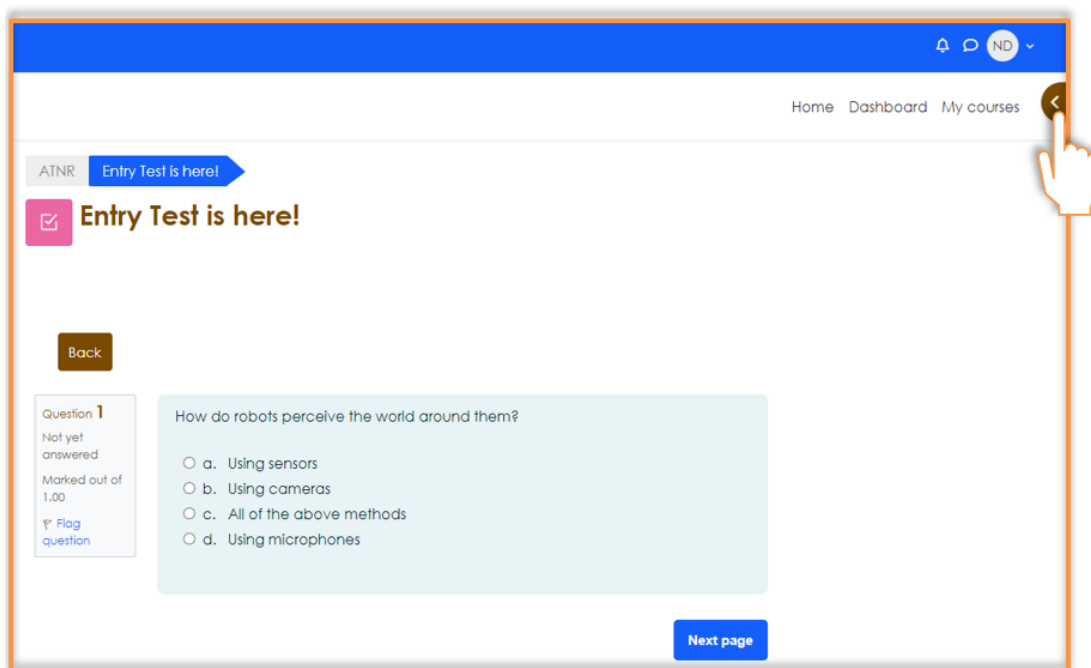 ND
Home Dashboard My courses
ATNR Entry Test is here!
Entry Test is here!
Back
Question 1
Not yet
answered
Marked out of
1.00
Flag
question
How do robots perceive the world around them?
a. Using sensors
b. Using cameras
c. All of the above methods
d. Using microphones
Next page